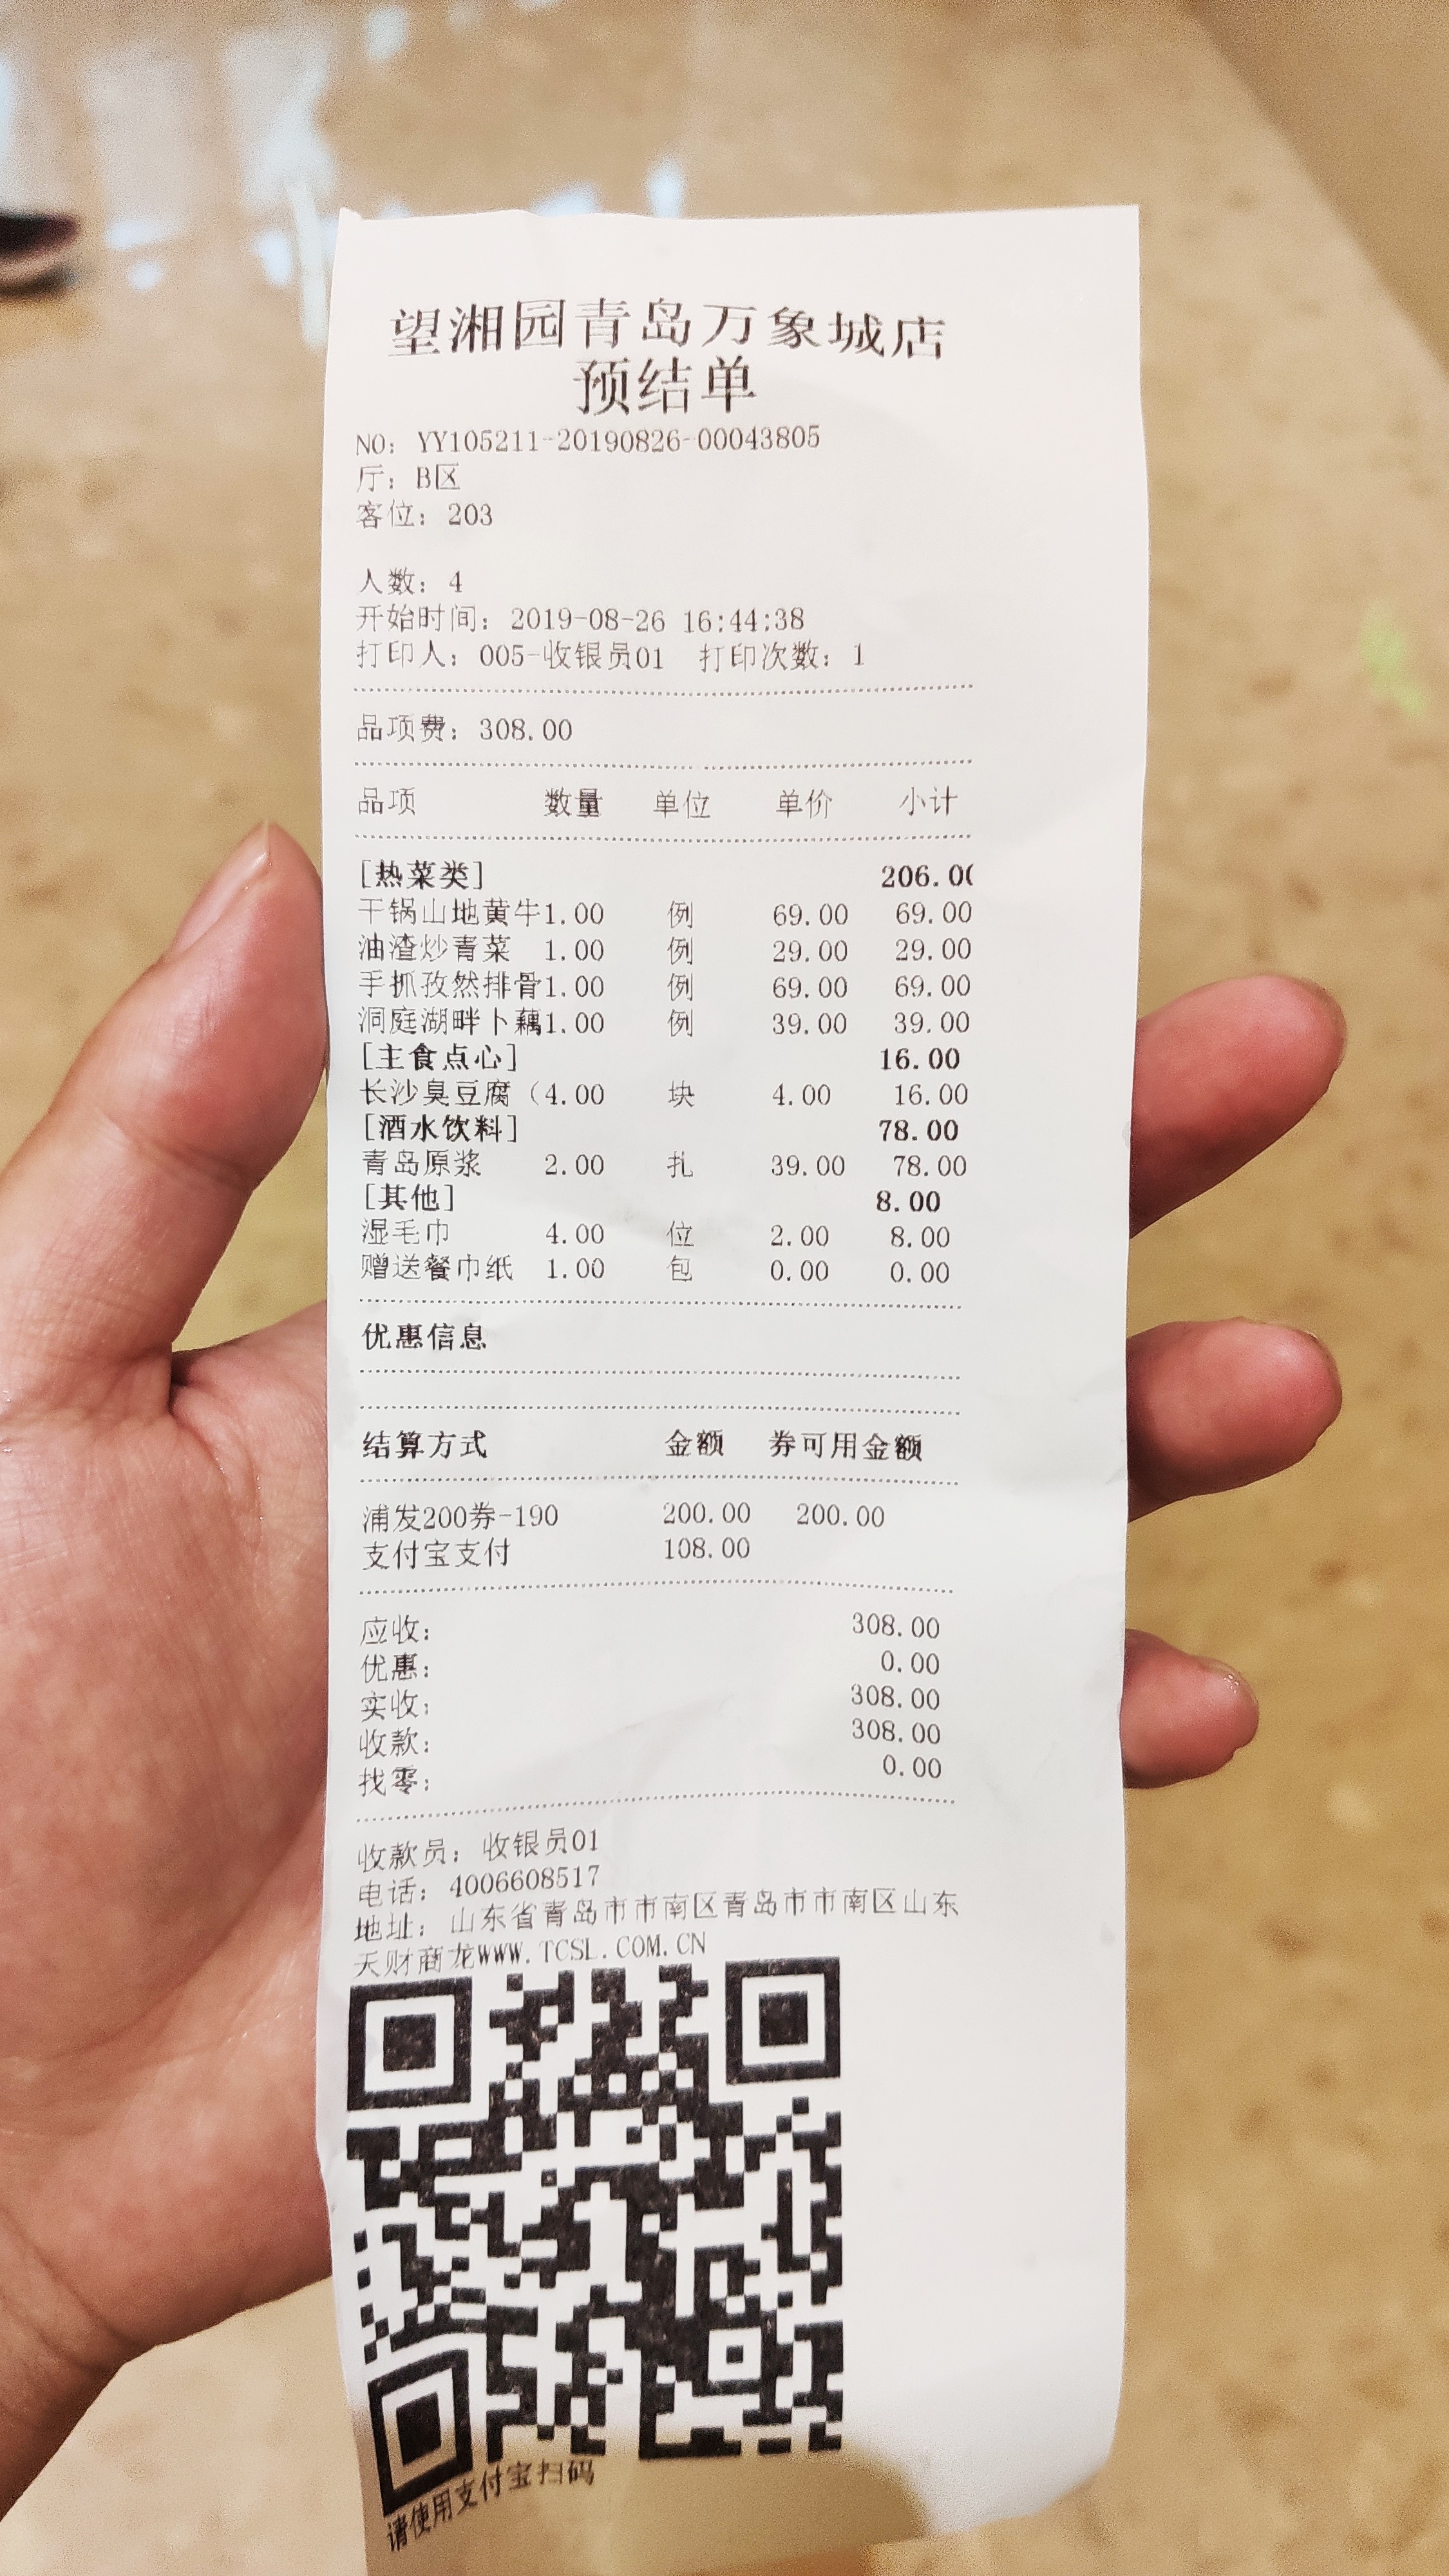 望湘园青岛万象城店
预结单
NO: YY105211-20190826-00043805
厅: B区
客位: 203
人数: 4
开始时间: 2019-08-26 16:44:38
打印人: 005-收银员01 打印次数: 1
品项费: 308.00
品项 数量 单位 单价 小计
[热菜类] 206.00
干锅山地黄牛1.00 例 69.00 69.00
油渣炒青菜 1.00 例 29.00 29.00
手抓孜然排骨1.00 例 69.00 69.00
洞庭湖畔卜藕1.00 例 39.00 39.00
[主食点心] 16.00
长沙臭豆腐（4.00 块 4.00 16.00
[酒水饮料] 78.00
青岛原浆 2.00 扎 39.00 78.00
[其他] 8.00
湿毛巾 4.00 位 2.00 8.00
赠送餐巾纸 1.00 包 0.00 0.00
优惠信息
结算方式 金额 券可用金额
浦发200券-190 200.00 200.00
支付宝支付 108.00
应收: 308.00
优惠: 0.00
实收: 308.00
收款: 308.00
找零: 0.00
收款员: 收银员01
电话: 4006608517
地址: 山东省青岛市市南区青岛市市南区山东
天财商龙WWW.TCSL.COM.CN
请使用支付宝扫码